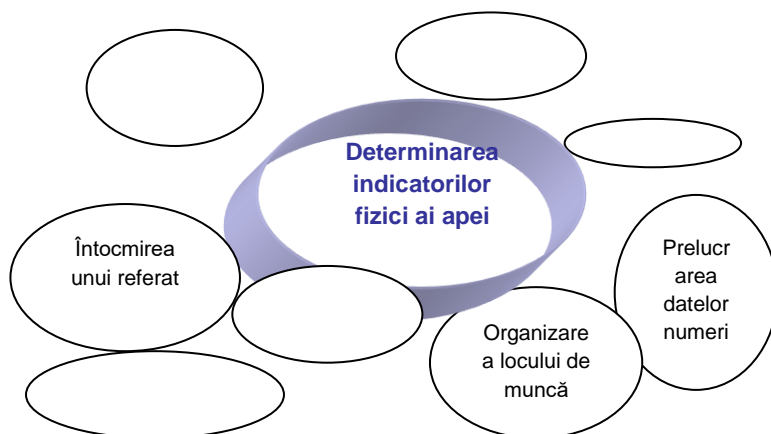 Determinarea
indicatorilor
fizici ai apei
Întocmirea
unui referat
Prelucr
area
datelor
numeri
Organizare
a locului de
muncă